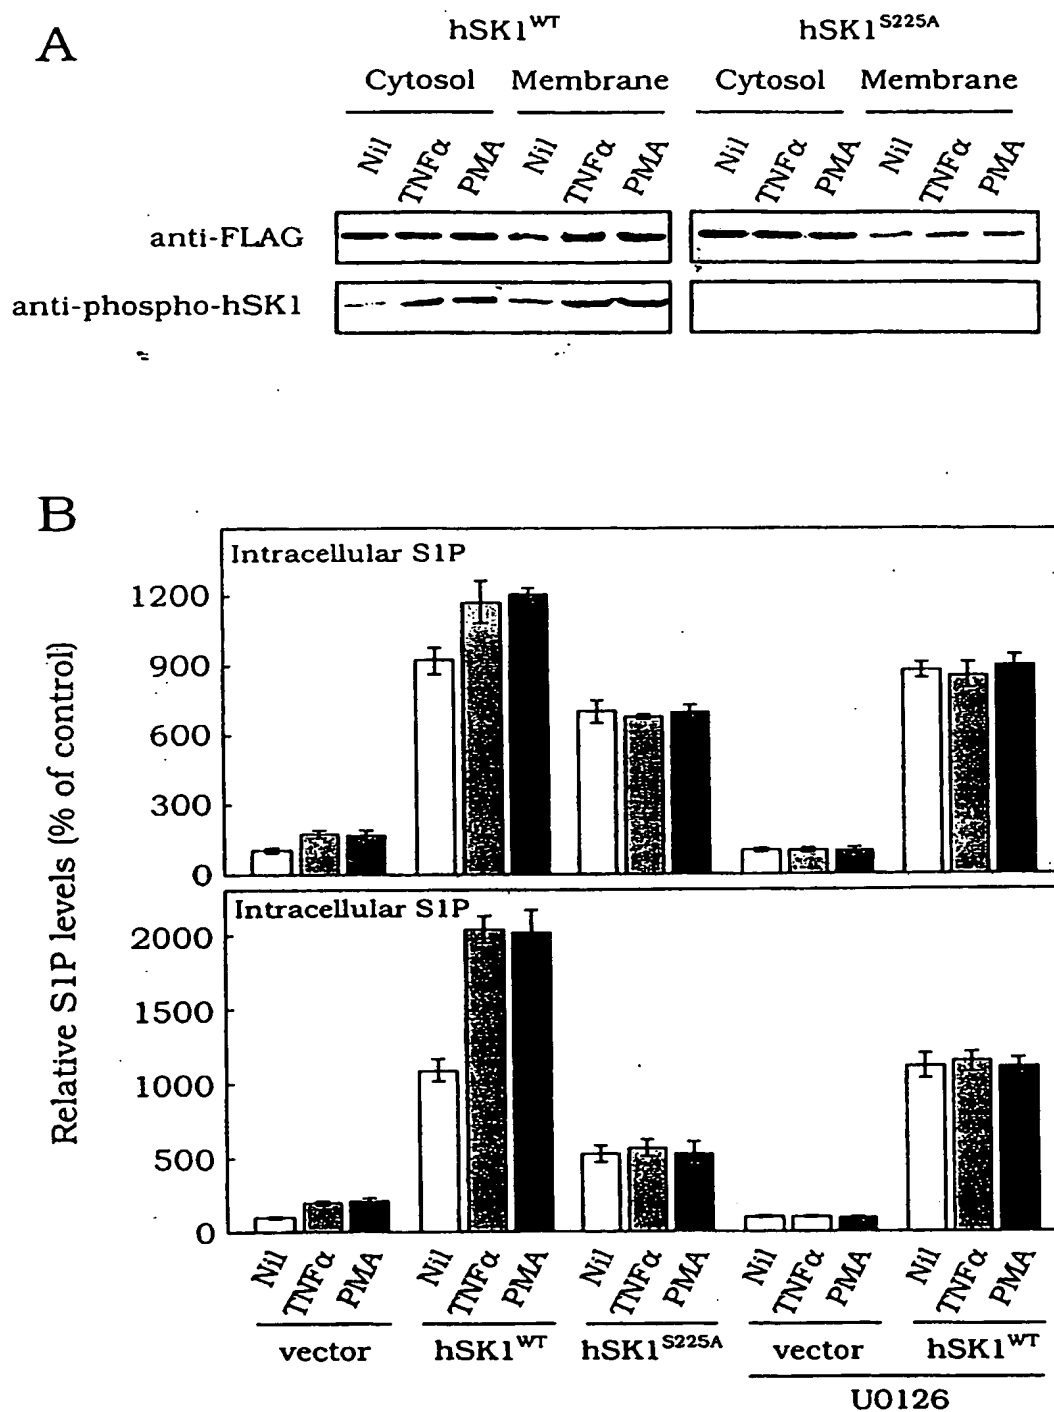 A
hSK1WT hSK1S225A
Cytosol Membrane Cytosol Membrane
Nil TNFα PMA Nil TNFα PMA Nil TNFα PMA Nil TNFα PMA
anti-FLAG
anti-phospho-hSK1
B
Relative S1P levels (% of control)
Intracellular S1P
1200
900
600
300
0
Intracellular S1P
2000
1500
1000
500
0
Nil TNFα PMA Nil TNFα PMA Nil TNFα PMA Nil TNFα PMA Nil TNFα PMA
vector hSK1WT hSK1S225A vector hSK1WT
U0126